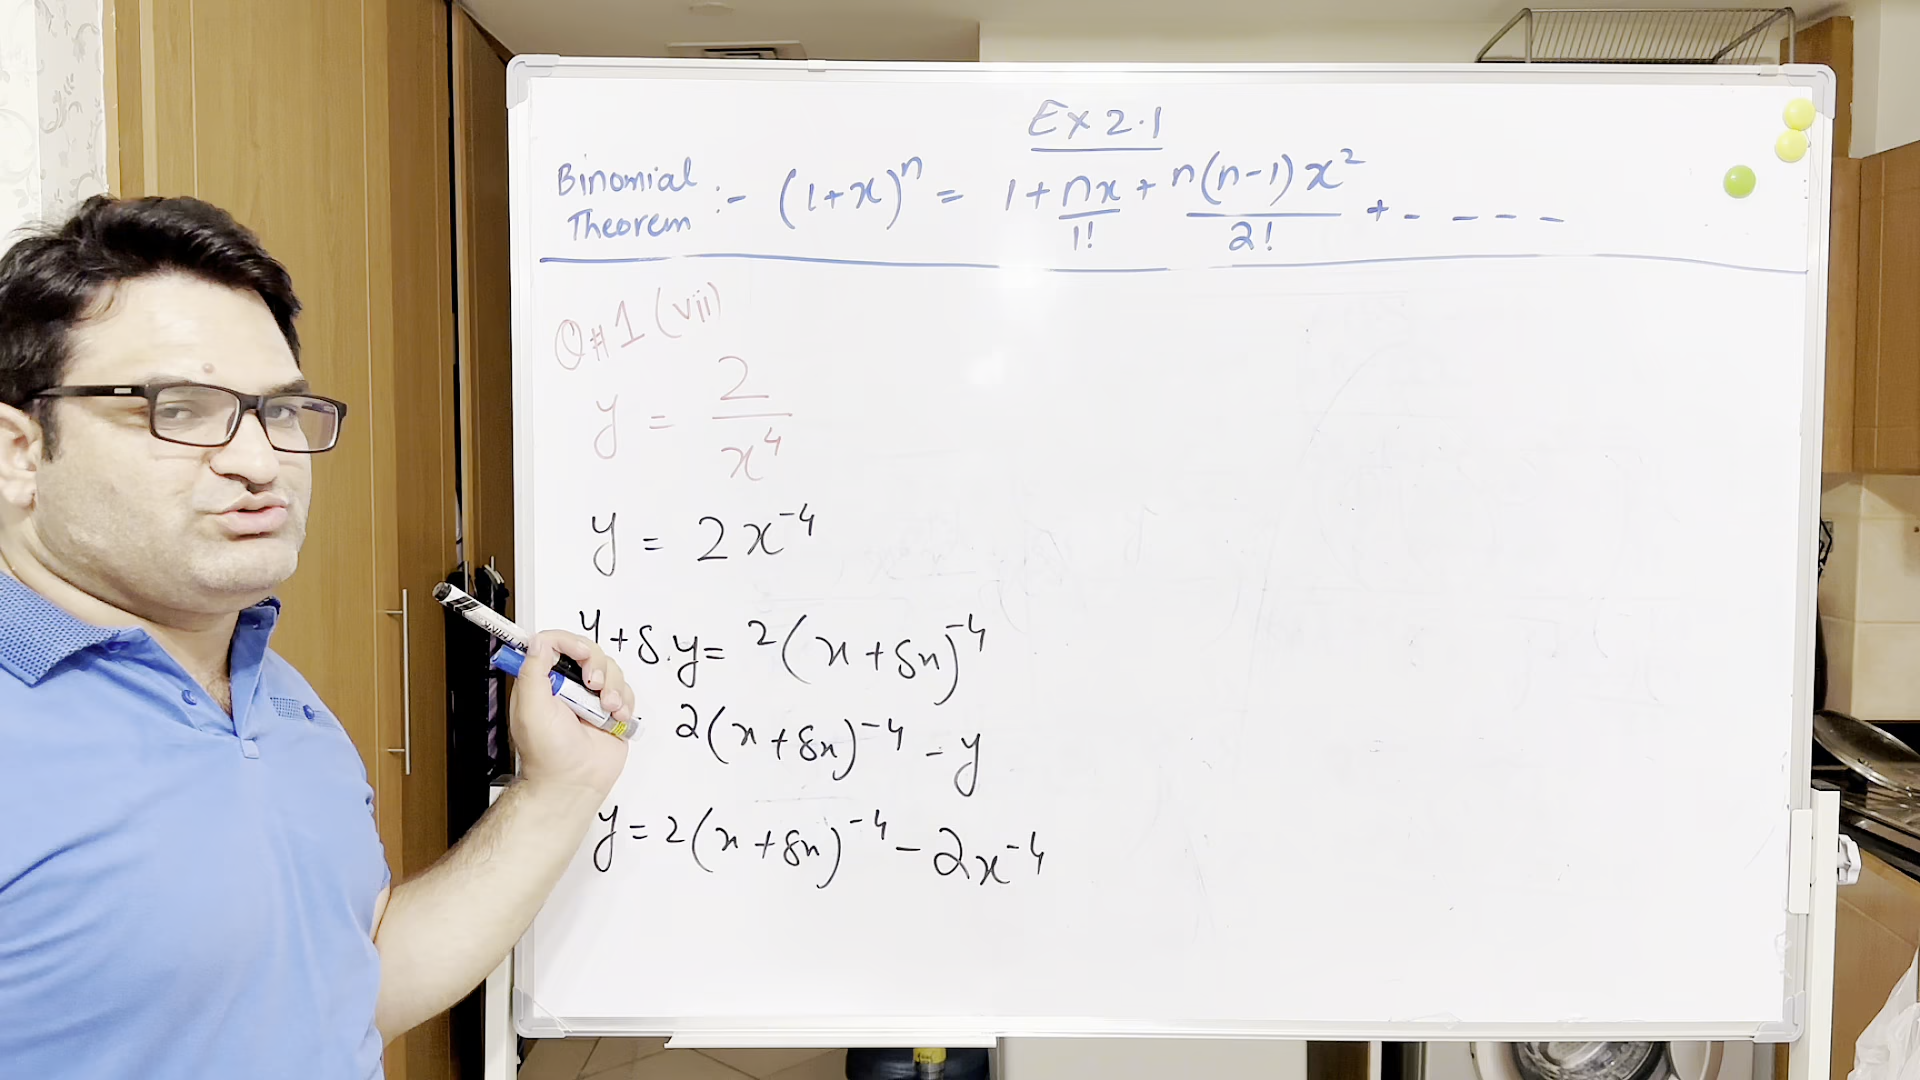 Ex 2.1
Binomial Theorem :- (1+x)^n = 1 + nx/1! + n(n-1)x^2/2! + - - - -
Q#1(vii)
y = 2/x^4
y = 2x^-4
y+δy = 2(x+δx)^-4
2(x+δx)^-4 - y
y = 2(x+δx)^-4 - 2x^-4